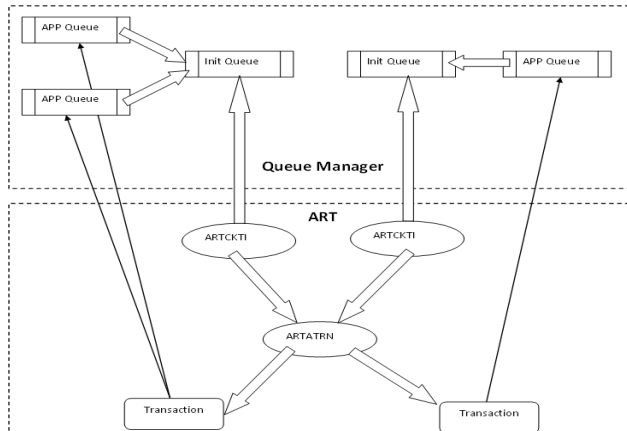 APP Queue
Init Queue
Init Queue
APP Queue
APP Queue
Queue Manager
ART
ARTCKTI
ARTCKTI
ARTATRN
Transaction
Transaction